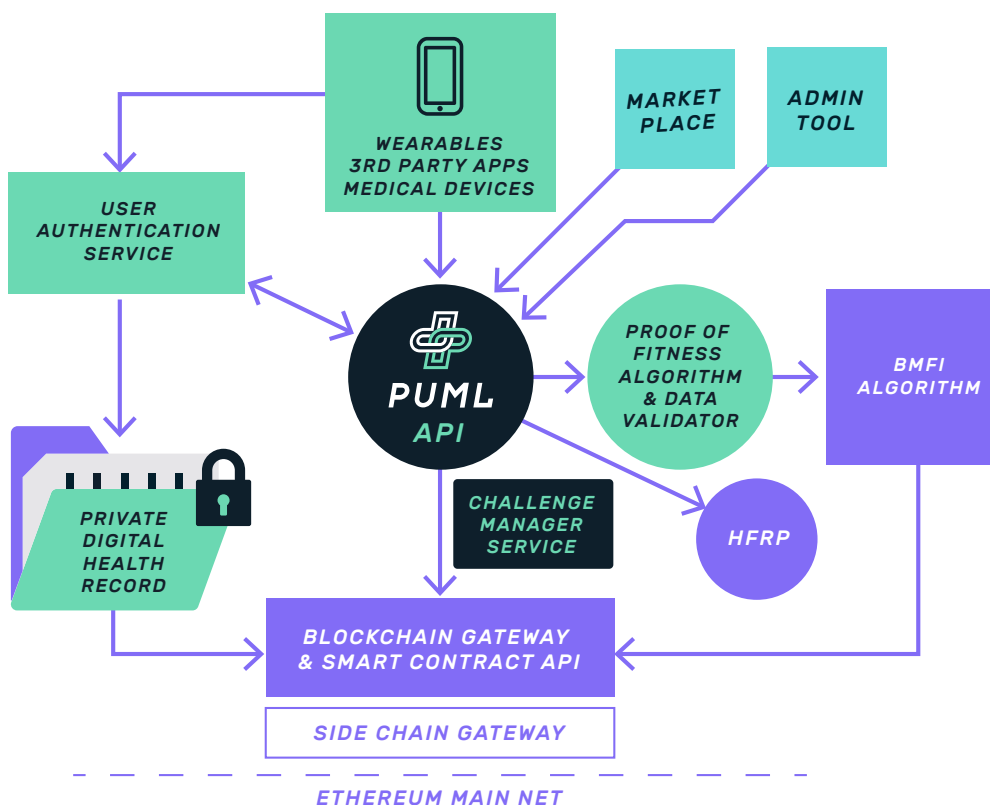 WEARABLES
3RD PARTY APPS
MEDICAL DEVICES
MARKET
PLACE
ADMIN
TOOL
USER
AUTHENTICATION
SERVICE
PUML
API
PROOF OF
FITNESS
ALGORITHM
& DATA
VALIDATOR
BMFI
ALGORITHM
CHALLENGE
MANAGER
SERVICE
HFRP
PRIVATE
DIGITAL
HEALTH
RECORD
BLOCKCHAIN GATEWAY
& SMART CONTRACT API
SIDE CHAIN GATEWAY
ETHEREUM MAIN NET